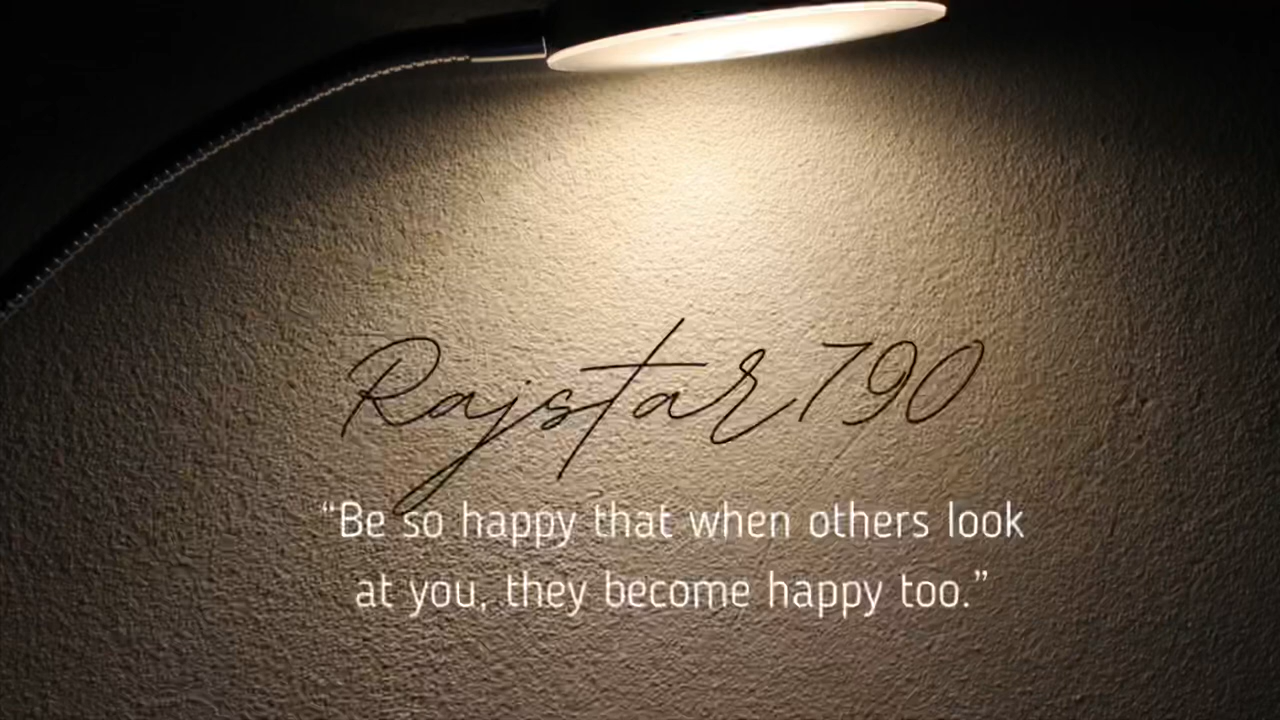 Rajstar790
“Be so happy that when others look
at you, they become happy too.”